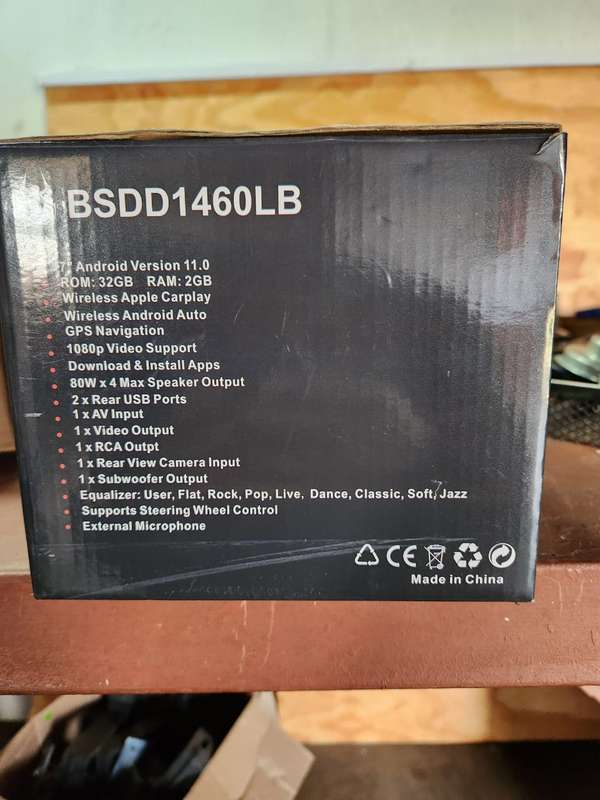 BSDD1460LB
7" Android Version 11.0
ROM: 32GB RAM: 2GB
Wireless Apple Carplay
Wireless Android Auto
GPS Navigation
1080p Video Support
Download & Install Apps
80W x 4 Max Speaker Output
2 x Rear USB Ports
1 x AV Input
1 x Video Output
1 x RCA Outpt
1 x Rear View Camera Input
1 x Subwoofer Output
Equalizer: User, Flat, Rock, Pop, Live, Dance, Classic, Soft, Jazz
Supports Steering Wheel Control
External Microphone
CE
Made in China